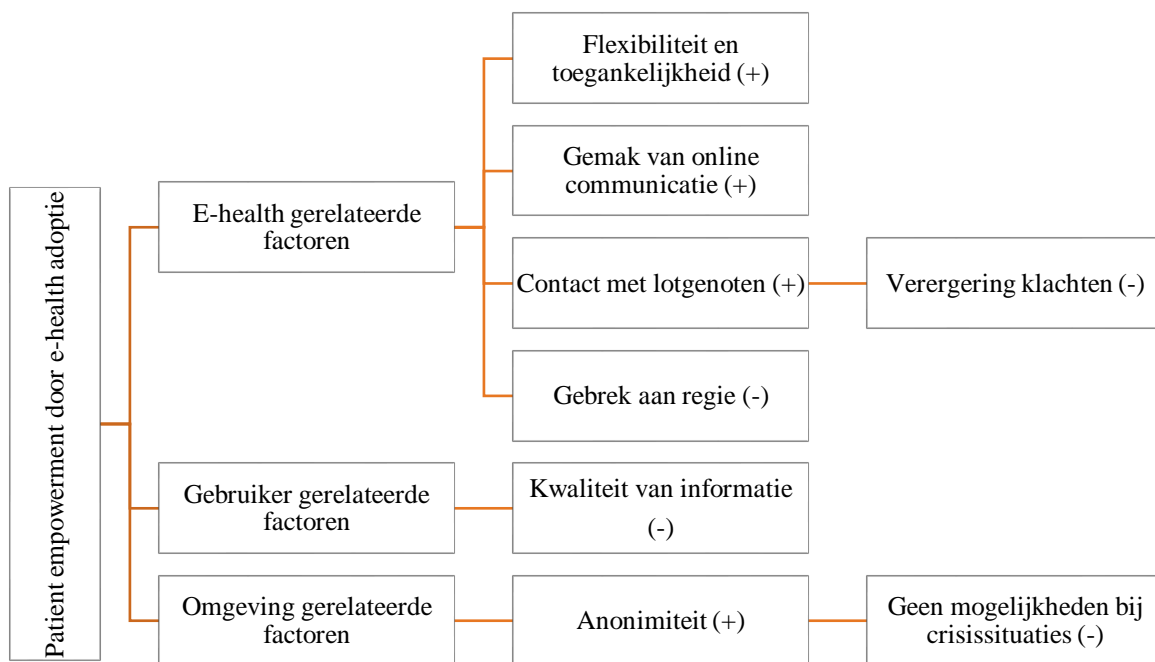 Patient empowerment door e-health adoptie
E-health gerelateerde
factoren
Flexibiliteit en
toegankelijkheid (+)
Gemak van online
communicatie (+)
Contact met lotgenoten (+)
Verergering klachten (-)
Gebrek aan regie (-)
Gebruiker gerelateerde
factoren
Kwaliteit van informatie
(-)
Omgeving gerelateerde
factoren
Anonimiteit (+)
Geen mogelijkheden bij
crisissituaties (-)